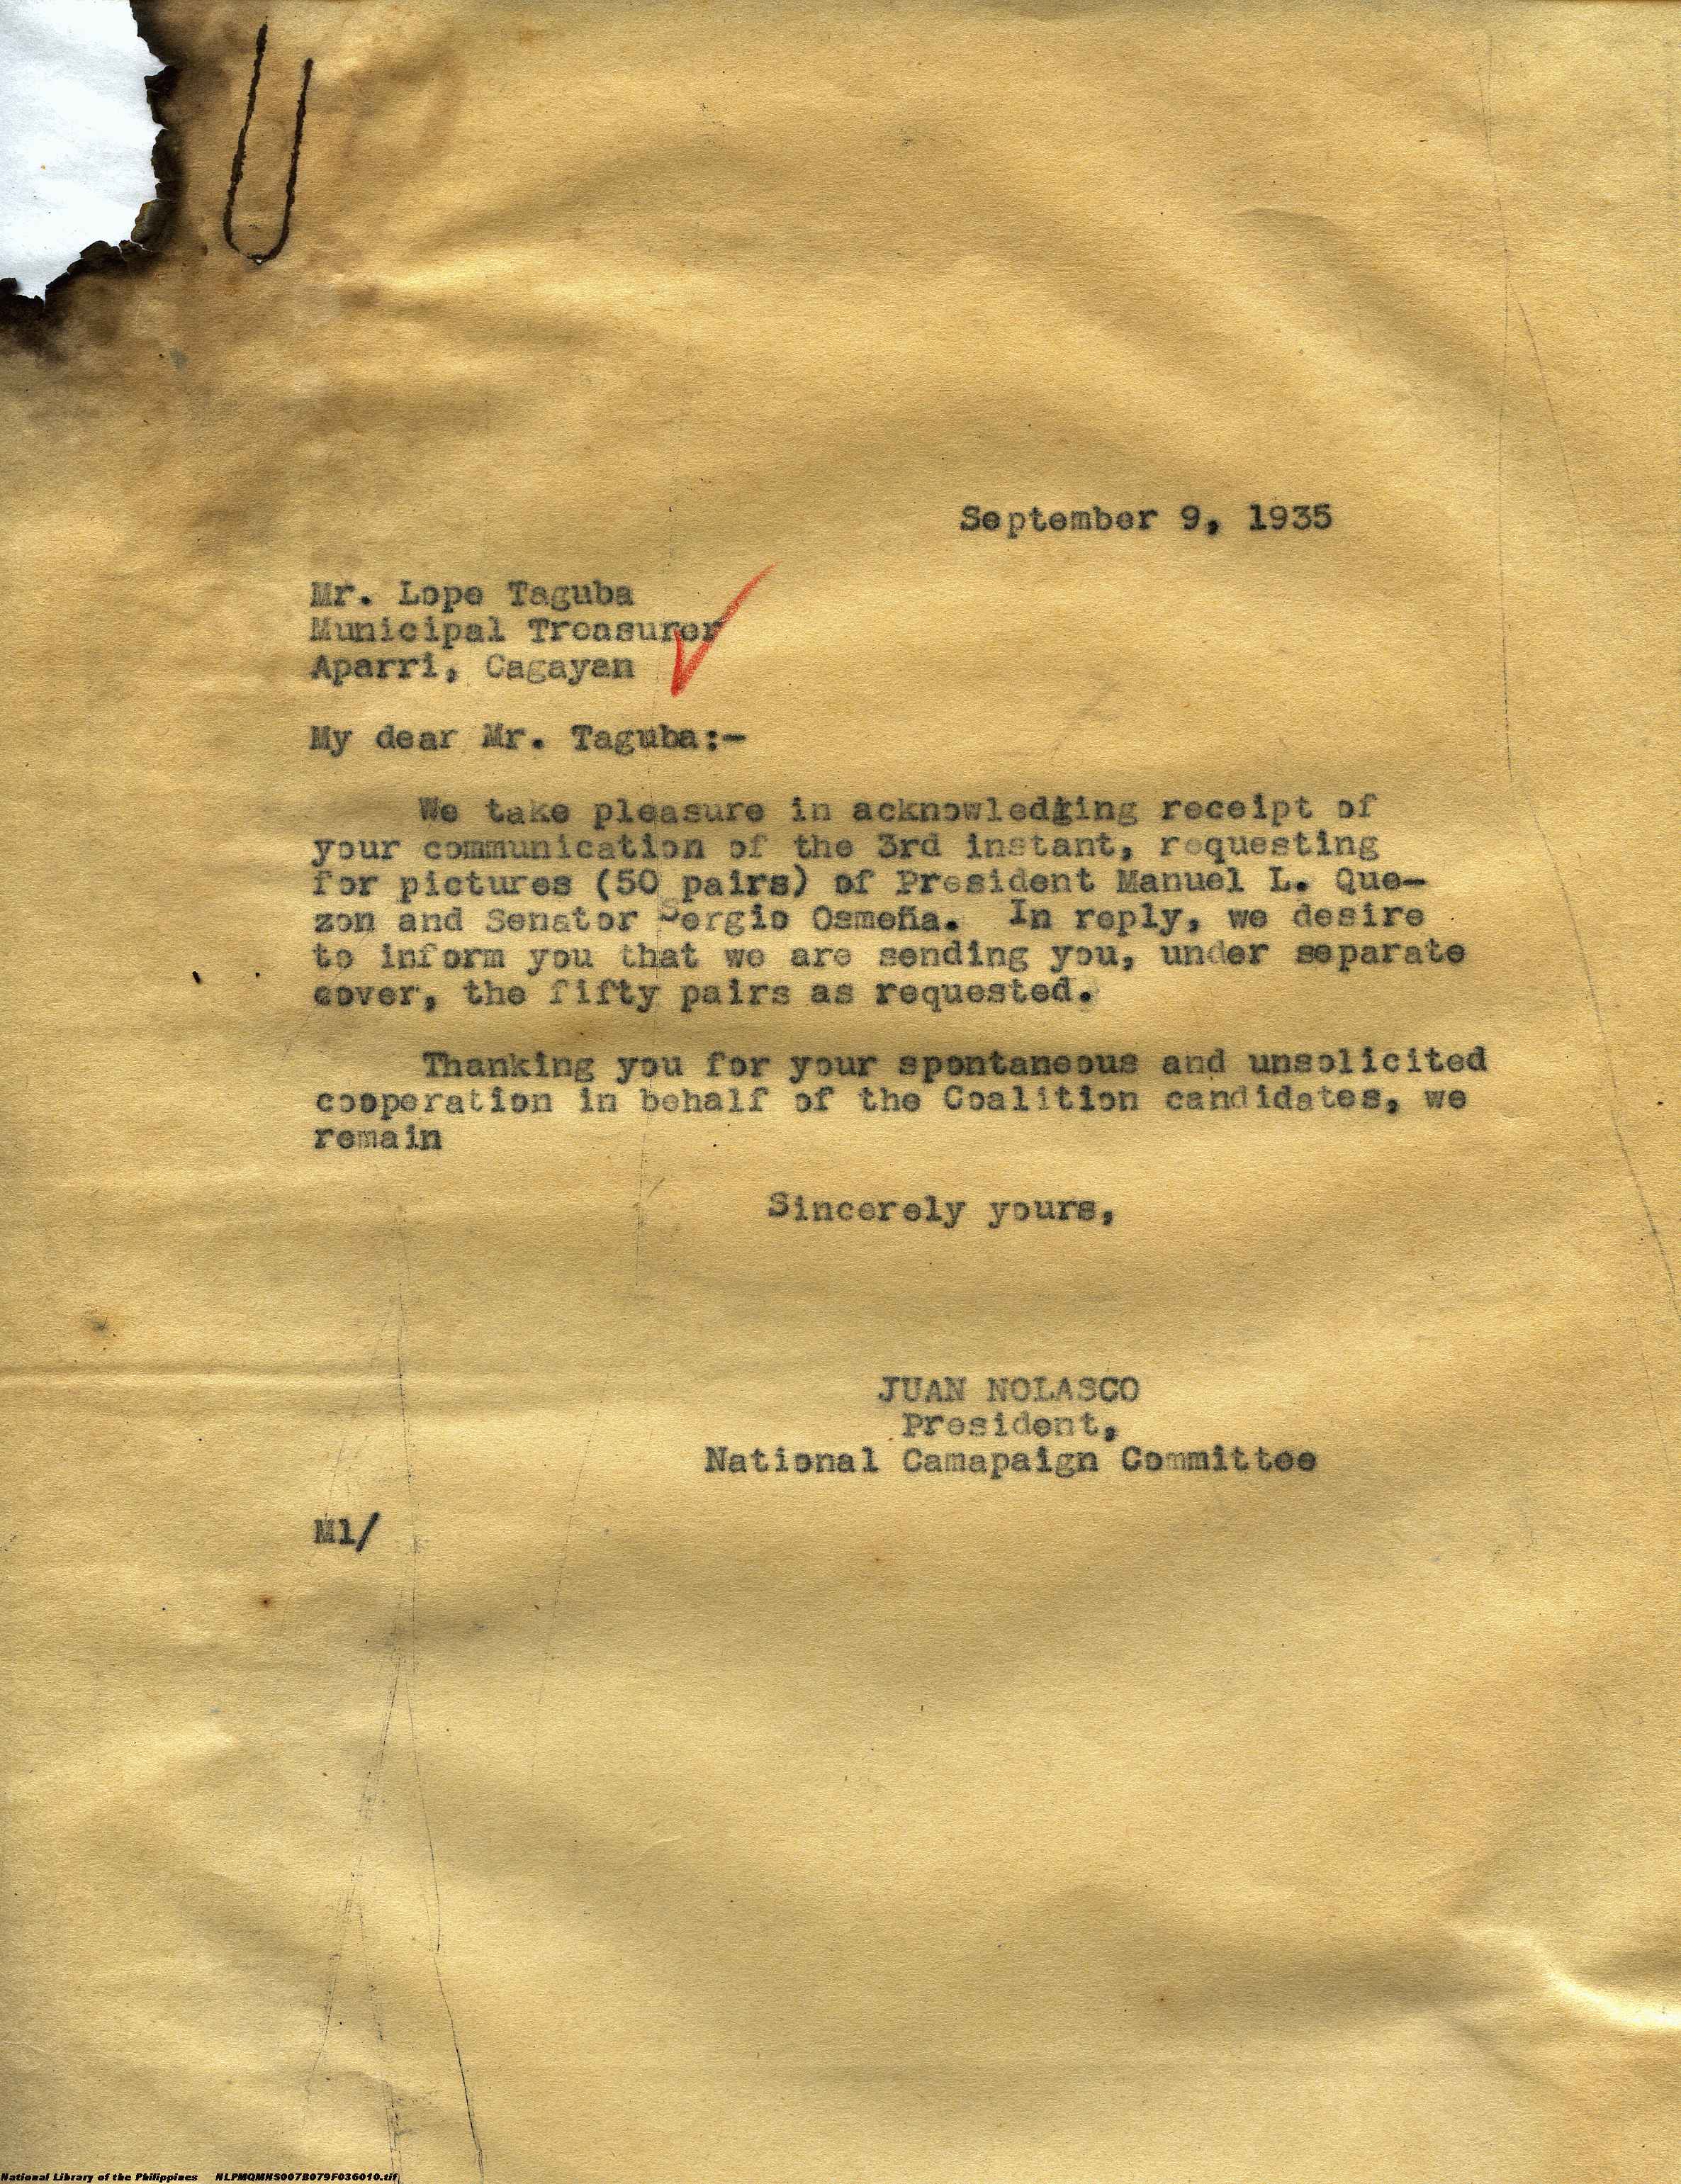 September 9, 1935
Mr. Lope Taguba
Municipal Treasurer
Aparri, Cagayan
My dear Mr. Taguba:-
We take pleasure in acknowledging receipt of
your communication of the 3rd instant, requesting
for pictures (50 pairs) of President Manuel L. Que-
zon and Senator Sergio Osmeña. In reply, we desire
to inform you that we are sending you, under separate
cover, the fifty pairs as requested.
Thanking you for your spontaneous and unsolicited
cooperation in behalf of the Coalition candidates, we
remain
Sincerely yours,
JUAN NOLASCO
President,
National Camapaign Committee
Ml/
National Library of the Philippines NLPMQMNS007B079F036010.tif